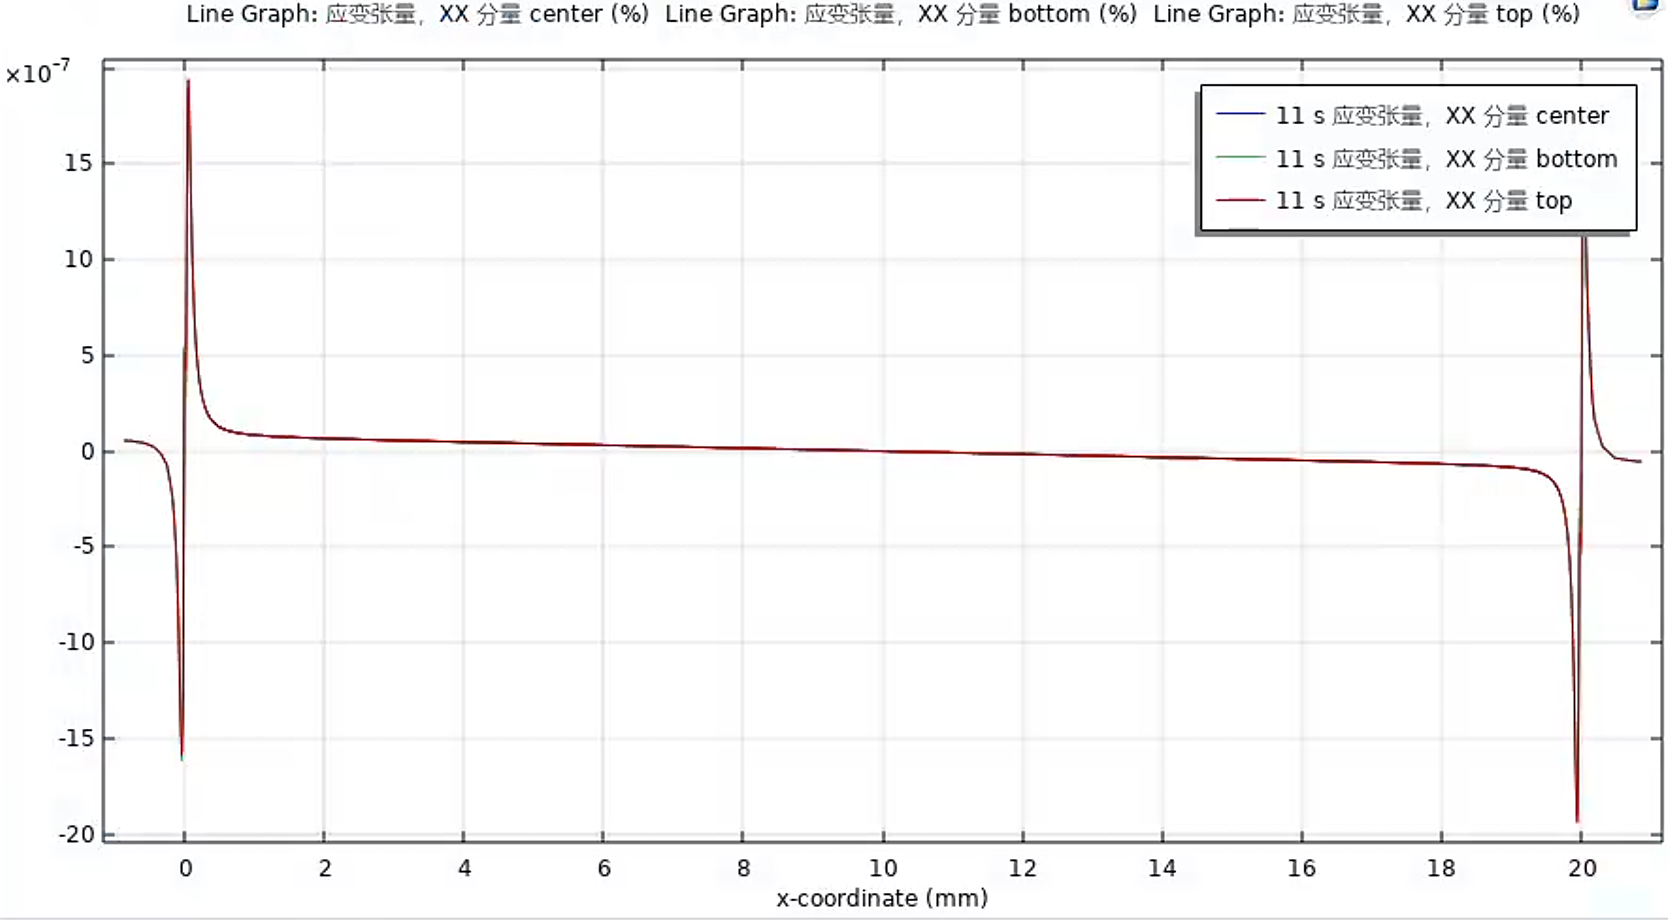 Line Graph: 应变张量，XX 分量 center (%) Line Graph: 应变张量，XX 分量 bottom (%) Line Graph: 应变张量，XX 分量 top (%)
×10⁻⁷
11 s 应变张量，XX 分量 center
11 s 应变张量，XX 分量 bottom
11 s 应变张量，XX 分量 top
15
10
5
0
-5
-10
-15
-20
0 2 4 6 8 10 12 14 16 18 20
x-coordinate (mm)